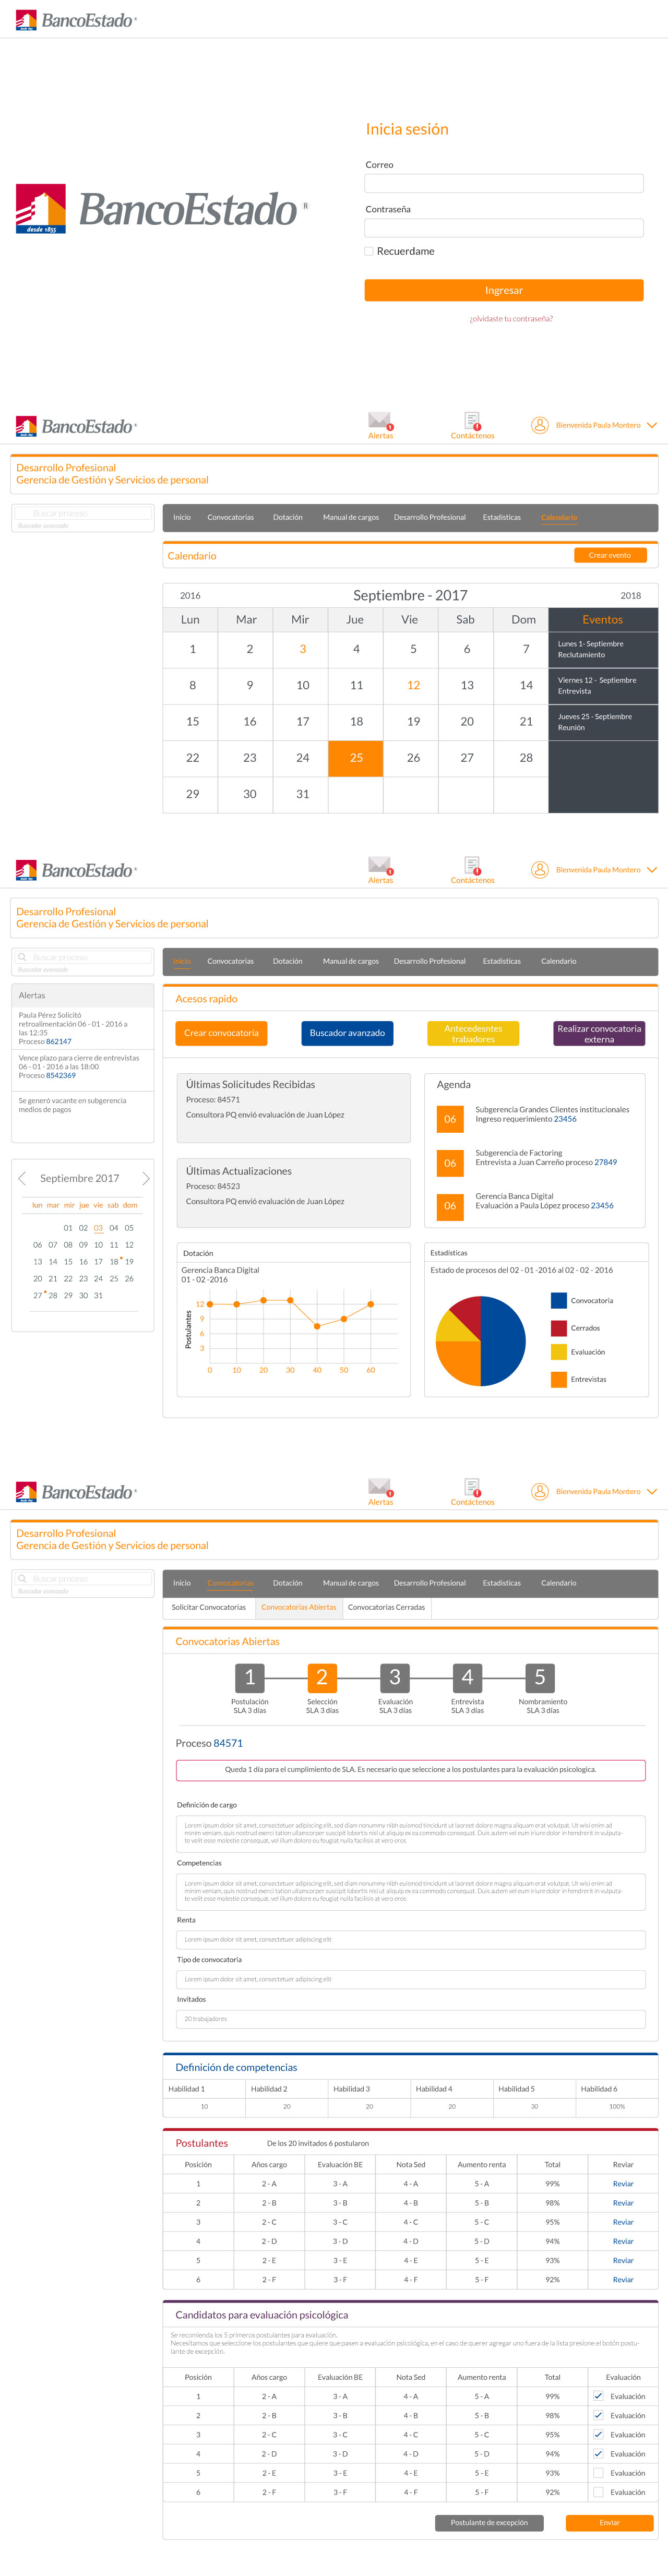 BancoEstado
Inicia sesión
Correo
Contraseña
BancoEstado ®
desde 1855
Recuerdame
Ingresar
¿olvidaste tu contraseña?
BancoEstado
Alertas
Contáctenos
Bienvenida Paula Montero
Desarrollo Profesional
Gerencia de Gestión y Servicios de personal
Buscar proceso
Buscador avanzado
Inicio Convocatorias Dotación Manual de cargos Desarrollo Profesional Estadísticas Calendario
Calendario
Crear evento
2016 Septiembre - 2017 2018
Lun Mar Mir Jue Vie Sab Dom Eventos
1 2 3 4 5 6 7
8 9 10 11 12 13 14
15 16 17 18 19 20 21
22 23 24 25 26 27 28
29 30 31
Lunes 1- Septiembre
Reclutamiento
Viernes 12 - Septiembre
Entrevista
Jueves 25 - Septiembre
Reunión
BancoEstado
Alertas
Contáctenos
Bienvenida Paula Montero
Desarrollo Profesional
Gerencia de Gestión y Servicios de personal
Buscar proceso
Buscador avanzado
Inicio Convocatorias Dotación Manual de cargos Desarrollo Profesional Estadísticas Calendario
Alertas
Paula Pérez Solicitó
retroalimentación 06 - 01 - 2016 a
las 12:35
Proceso 862147
Vence plazo para cierre de entrevistas
06 - 01 - 2016 a las 18:00
Proceso 8542369
Se generó vacante en subgerencia
medios de pagos
Septiembre 2017
lun mar mir jue vie sab dom
01 02 03 04 05
06 07 08 09 10 11 12
13 14 15 16 17 18 19
20 21 22 23 24 25 26
27 28 29 30 31
Acesos rapido
Crear convocatoria
Buscador avanzado
Antecedesntes
trabadores
Realizar convocatoria
externa
Últimas Solicitudes Recibidas
Proceso: 84571
Consultora PQ envió evaluación de Juan López
Últimas Actualizaciones
Proceso: 84523
Consultora PQ envió evaluación de Juan López
Agenda
06
Subgerencia Grandes Clientes institucionales
Ingreso requerimiento 23456
06
Subgerencia de Factoring
Entrevista a Juan Carreño proceso 27849
06
Gerencia Banca Digital
Evaluación a Paula López proceso 23456
Dotación
Gerencia Banca Digital
01 - 02 -2016
Postulantes
12
9
6
3
0 10 20 30 40 50 60
Estadísticas
Estado de procesos del 02 - 01 -2016 al 02 - 02 - 2016
Convocatoria
Cerrados
Evaluación
Entrevistas
BancoEstado
Alertas
Contáctenos
Bienvenida Paula Montero
Desarrollo Profesional
Gerencia de Gestión y Servicios de personal
Buscar proceso
Buscador avanzado
Inicio Convocatorias Dotación Manual de cargos Desarrollo Profesional Estadísticas Calendario
Solicitar Convocatorias Convocatorias Abiertas Convocatorias Cerradas
Convocatorias Abiertas
1 2 3 4 5
Postulación Selección Evaluación Entrevista Nombramiento
SLA 3 días SLA 3 días SLA 3 días SLA 3 días SLA 3 días
Proceso 84571
Queda 1 día para el cumplimiento de SLA. Es necesario que seleccione a los postulantes para la evaluación psicologica.
Definición de cargo
Lorem ipsum dolor sit amet, consectetuer adipiscing elit, sed diam nonummy nibh euismod tincidunt ut laoreet dolore magna aliquam erat volutpat. Ut wisi enim ad
minim veniam, quis nostrud exerci tation ullamcorper suscipit lobortis nisl ut aliquip ex ea commodo consequat. Duis autem vel eum iriure dolor in hendrerit in vulputa-
te velit esse molestie consequat, vel illum dolore eu feugiat nulla facilisis at vero eros
Competencias
Lorem ipsum dolor sit amet, consectetuer adipiscing elit, sed diam nonummy nibh euismod tincidunt ut laoreet dolore magna aliquam erat volutpat. Ut wisi enim ad
minim veniam, quis nostrud exerci tation ullamcorper suscipit lobortis nisl ut aliquip ex ea commodo consequat. Duis autem vel eum iriure dolor in hendrerit in vulputa-
te velit esse molestie consequat, vel illum dolore eu feugiat nulla facilisis at vero eros
Renta
Lorem ipsum dolor sit amet, consectetuer adipiscing elit
Tipo de convocatoria
Lorem ipsum dolor sit amet, consectetuer adipiscing elit
Invitados
20 trabajadores
Definición de competencias
Habilidad 1 Habilidad 2 Habilidad 3 Habilidad 4 Habilidad 5 Habilidad 6
10 20 20 20 30 100%
Postulantes De los 20 invitados 6 postularon
Posición Años cargo Evaluación BE Nota Sed Aumento renta Total Reviar
1 2 - A 3 - A 4 - A 5 - A 99% Reviar
2 2 - B 3 - B 4 - B 5 - B 98% Reviar
3 2 - C 3 - C 4 - C 5 - C 95% Reviar
4 2 - D 3 - D 4 - D 5 - D 94% Reviar
5 2 - E 3 - E 4 - E 5 - E 93% Reviar
6 2 - F 3 - F 4 - F 5 - F 92% Reviar
Candidatos para evaluación psicológica
Se recomienda los 5 primeros postulantes para evaluación.
Necesitamos que seleccione los postulantes que quiere que pasen a evaluación psicológica, en el caso de querer agregar uno fuera de la lista presione el botón postu-
lante de excepción.
Posición Años cargo Evaluación BE Nota Sed Aumento renta Total Evaluación
1 2 - A 3 - A 4 - A 5 - A 99% Evaluación
2 2 - B 3 - B 4 - B 5 - B 98% Evaluación
3 2 - C 3 - C 4 - C 5 - C 95% Evaluación
4 2 - D 3 - D 4 - D 5 - D 94% Evaluación
5 2 - E 3 - E 4 - E 5 - E 93% Evaluación
6 2 - F 3 - F 4 - F 5 - F 92% Evaluación
Postulante de excepción
Enviar